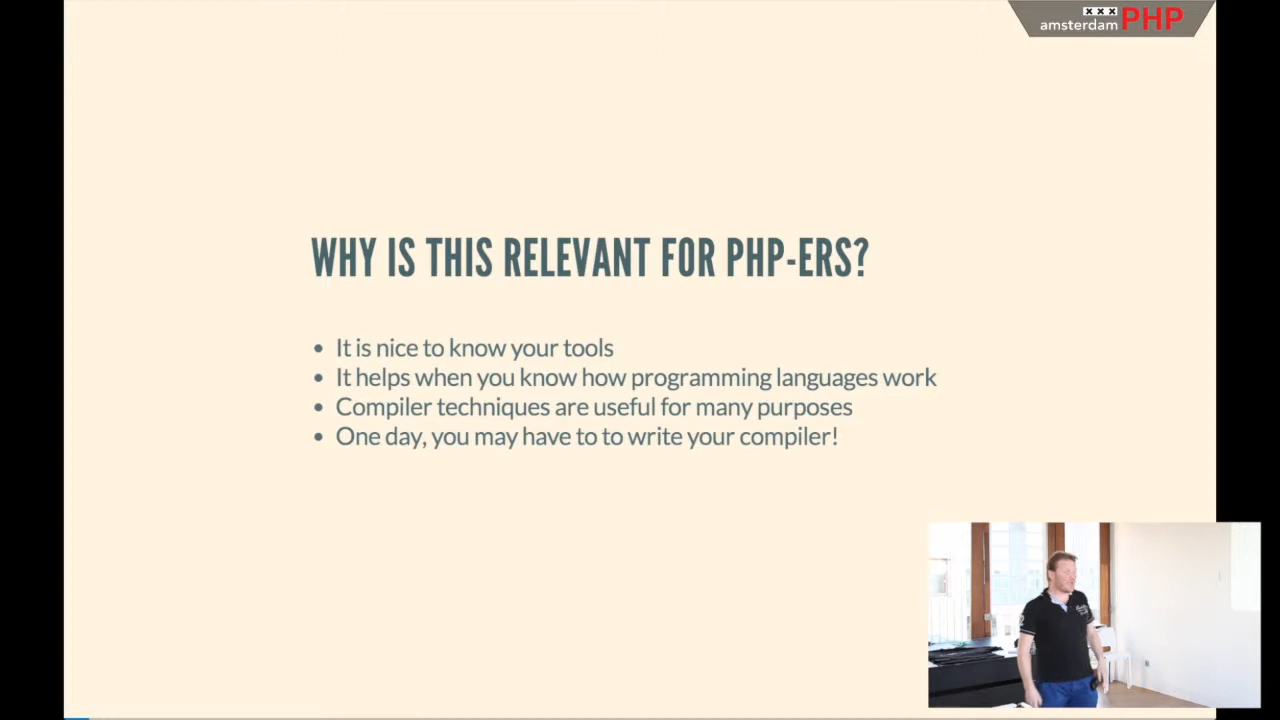 xxx
amsterdamPHP
WHY IS THIS RELEVANT FOR PHP-ERS?
• It is nice to know your tools
• It helps when you know how programming languages work
• Compiler techniques are useful for many purposes
• One day, you may have to to write your compiler!